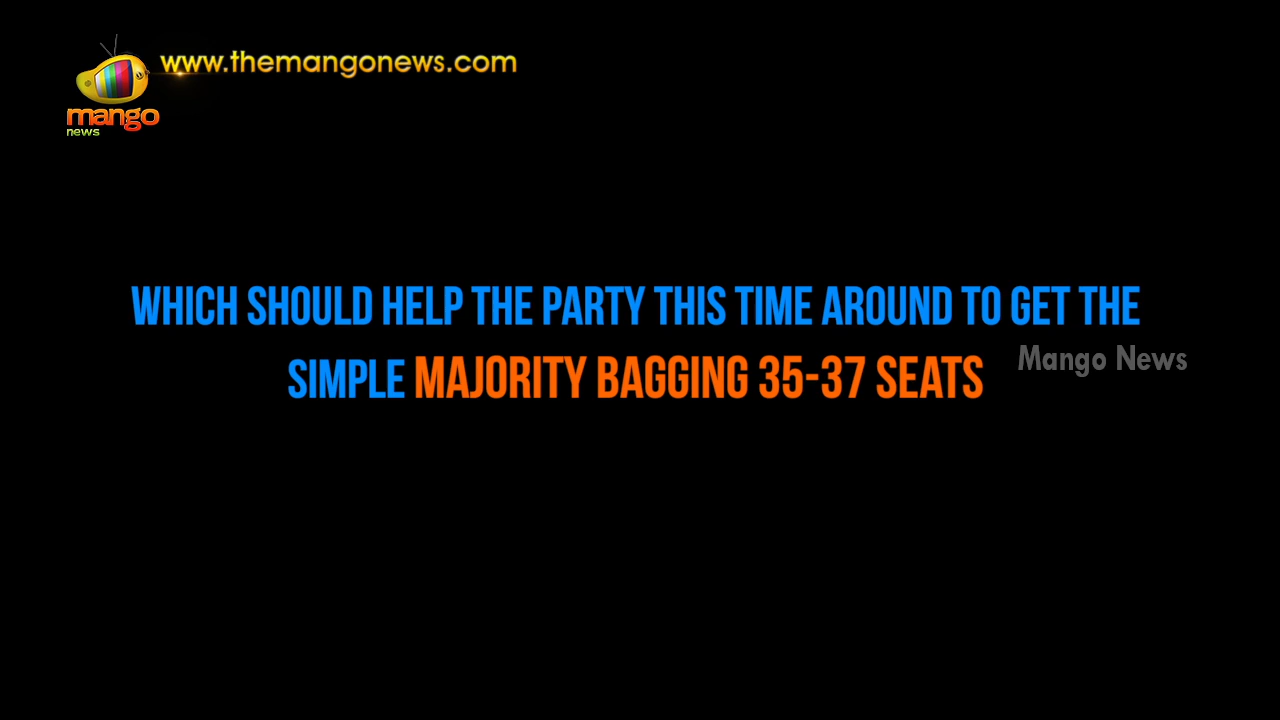 www.themangonews.com
mango
news
WHICH SHOULD HELP THE PARTY THIS TIME AROUND TO GET THE
SIMPLE MAJORITY BAGGING 35-37 SEATS
Mango News